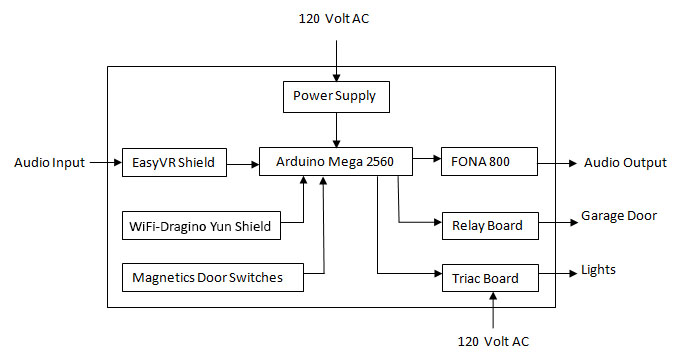 120 Volt AC
Power Supply
Audio Input
EasyVR Shield
Arduino Mega 2560
FONA 800
Audio Output
WiFi-Dragino Yun Shield
Relay Board
Garage Door
Magnetics Door Switches
Triac Board
Lights
120 Volt AC